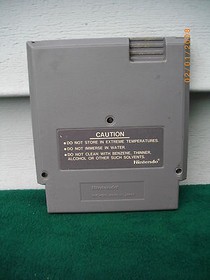 CAUTION
•DO NOT STORE IN EXTREME TEMPERATURES.
•DO NOT IMMERSE IN WATER.
•DO NOT CLEAN WITH BENZENE, THINNER,
ALCOHOL OR OTHER SUCH SOLVENTS.
Nintendo
Nintendo